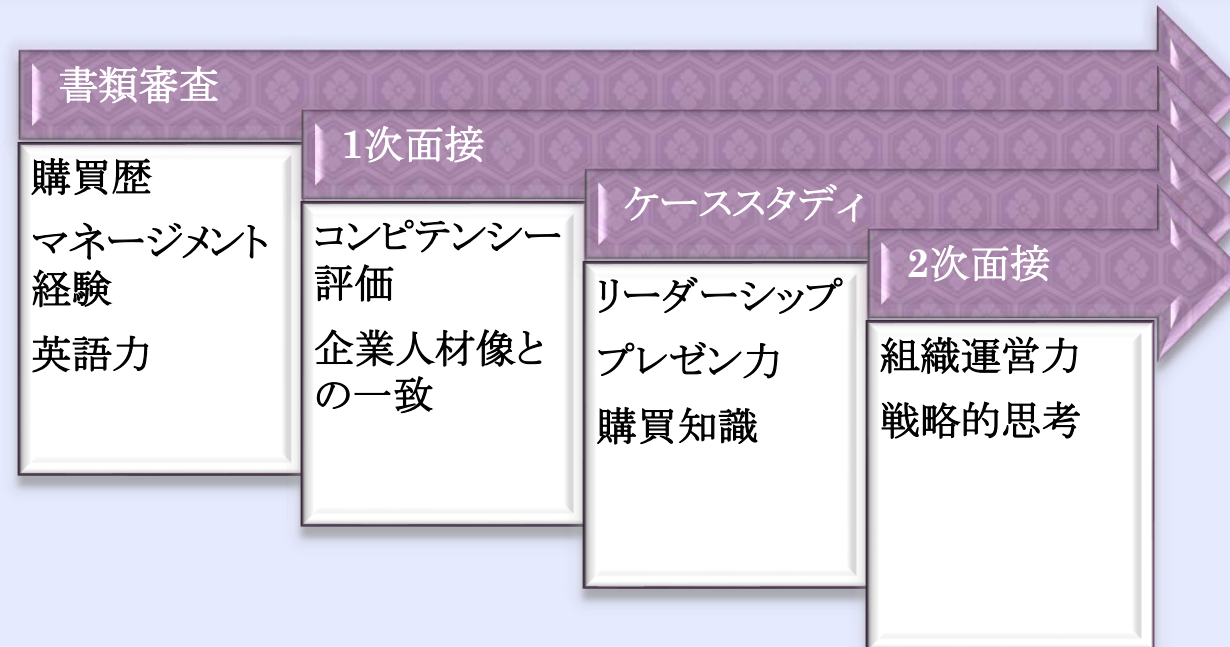 書類審査
購買歴
マネージメント
経験
英語力
1次面接
コンピテンシー
評価
企業人材像と
の一致
ケーススタディ
リーダーシップ
プレゼン力
購買知識
2次面接
組織運営力
戦略的思考